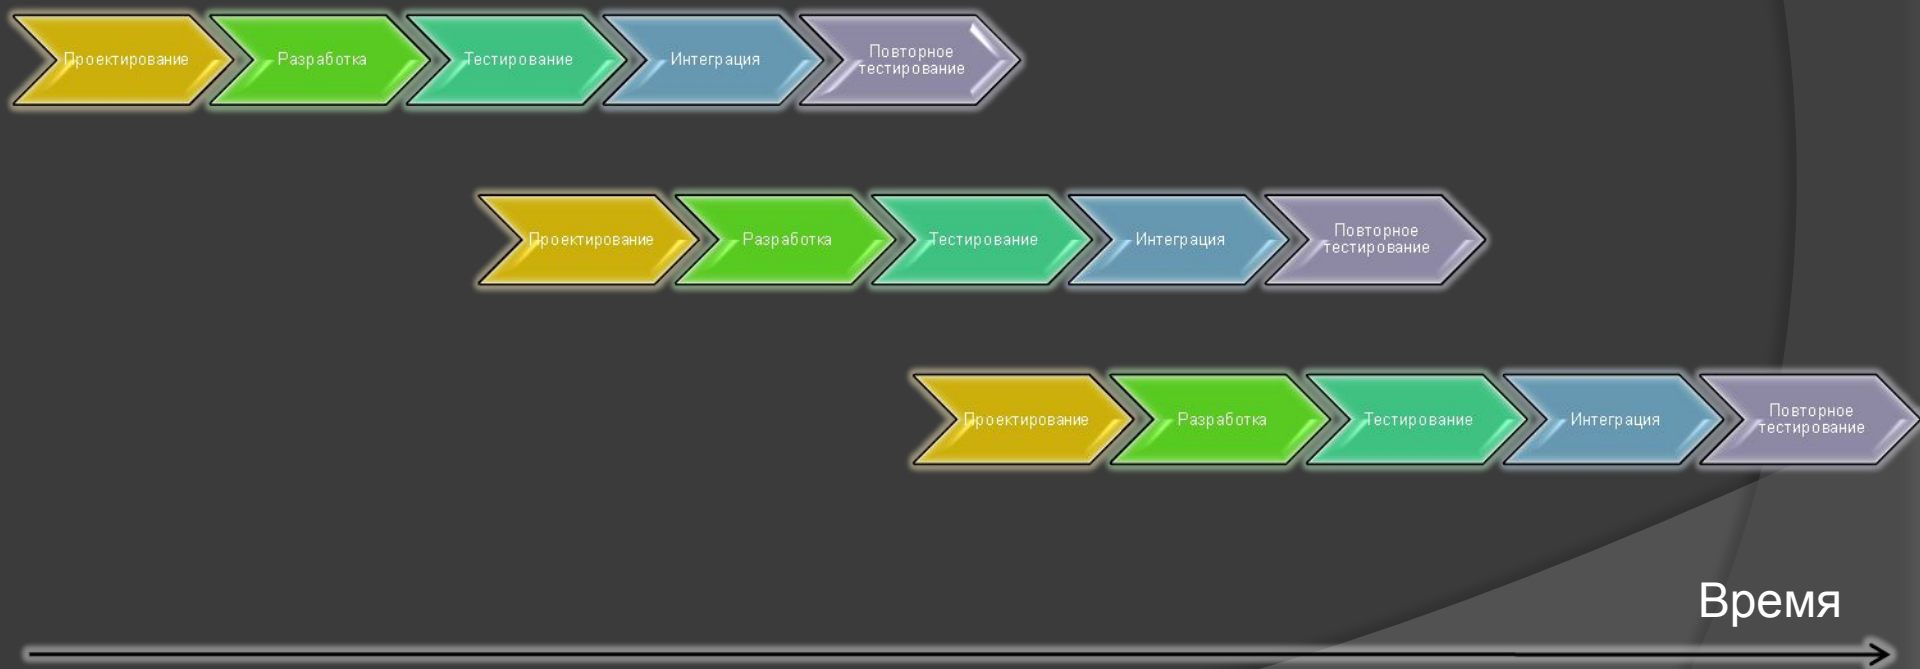 Проектирование
Разработка
Тестирование
Интеграция
Повторное
тестирование
Проектирование
Разработка
Тестирование
Интеграция
Повторное
тестирование
Проектирование
Разработка
Тестирование
Интеграция
Повторное
тестирование
Время